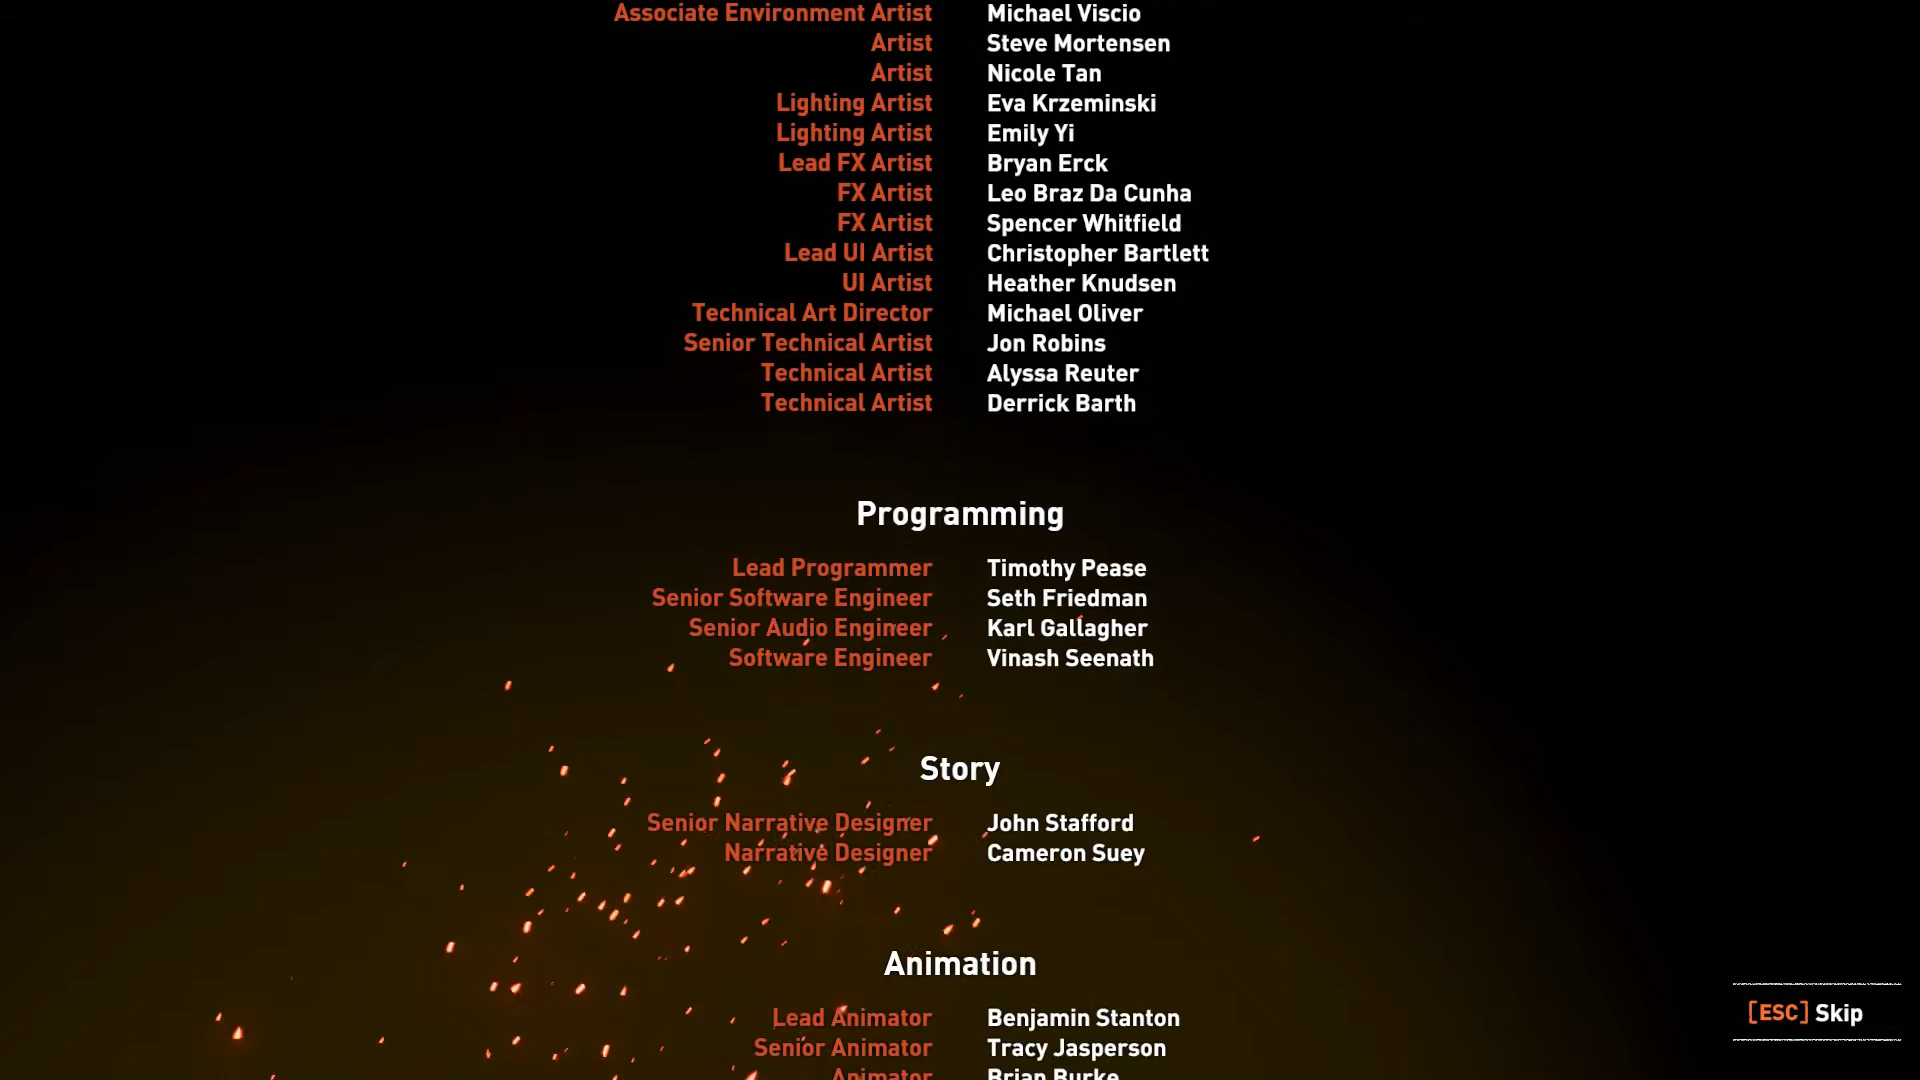 Associate Environment Artist Michael Viscio
Artist Steve Mortensen
Artist Nicole Tan
Lighting Artist Eva Krzeminski
Lighting Artist Emily Yi
Lead FX Artist Bryan Erck
FX Artist Leo Braz Da Cunha
FX Artist Spencer Whitfield
Lead UI Artist Christopher Bartlett
UI Artist Heather Knudsen
Technical Art Director Michael Oliver
Senior Technical Artist Jon Robins
Technical Artist Alyssa Reuter
Technical Artist Derrick Barth
Programming
Lead Programmer Timothy Pease
Senior Software Engineer Seth Friedman
Senior Audio Engineer Karl Gallagher
Software Engineer Vinash Seenath
Story
Senior Narrative Designer John Stafford
Narrative Designer Cameron Suey
Animation
Lead Animator Benjamin Stanton
Senior Animator Tracy Jasperson
Animator Brian Burke
[ESC] Skip